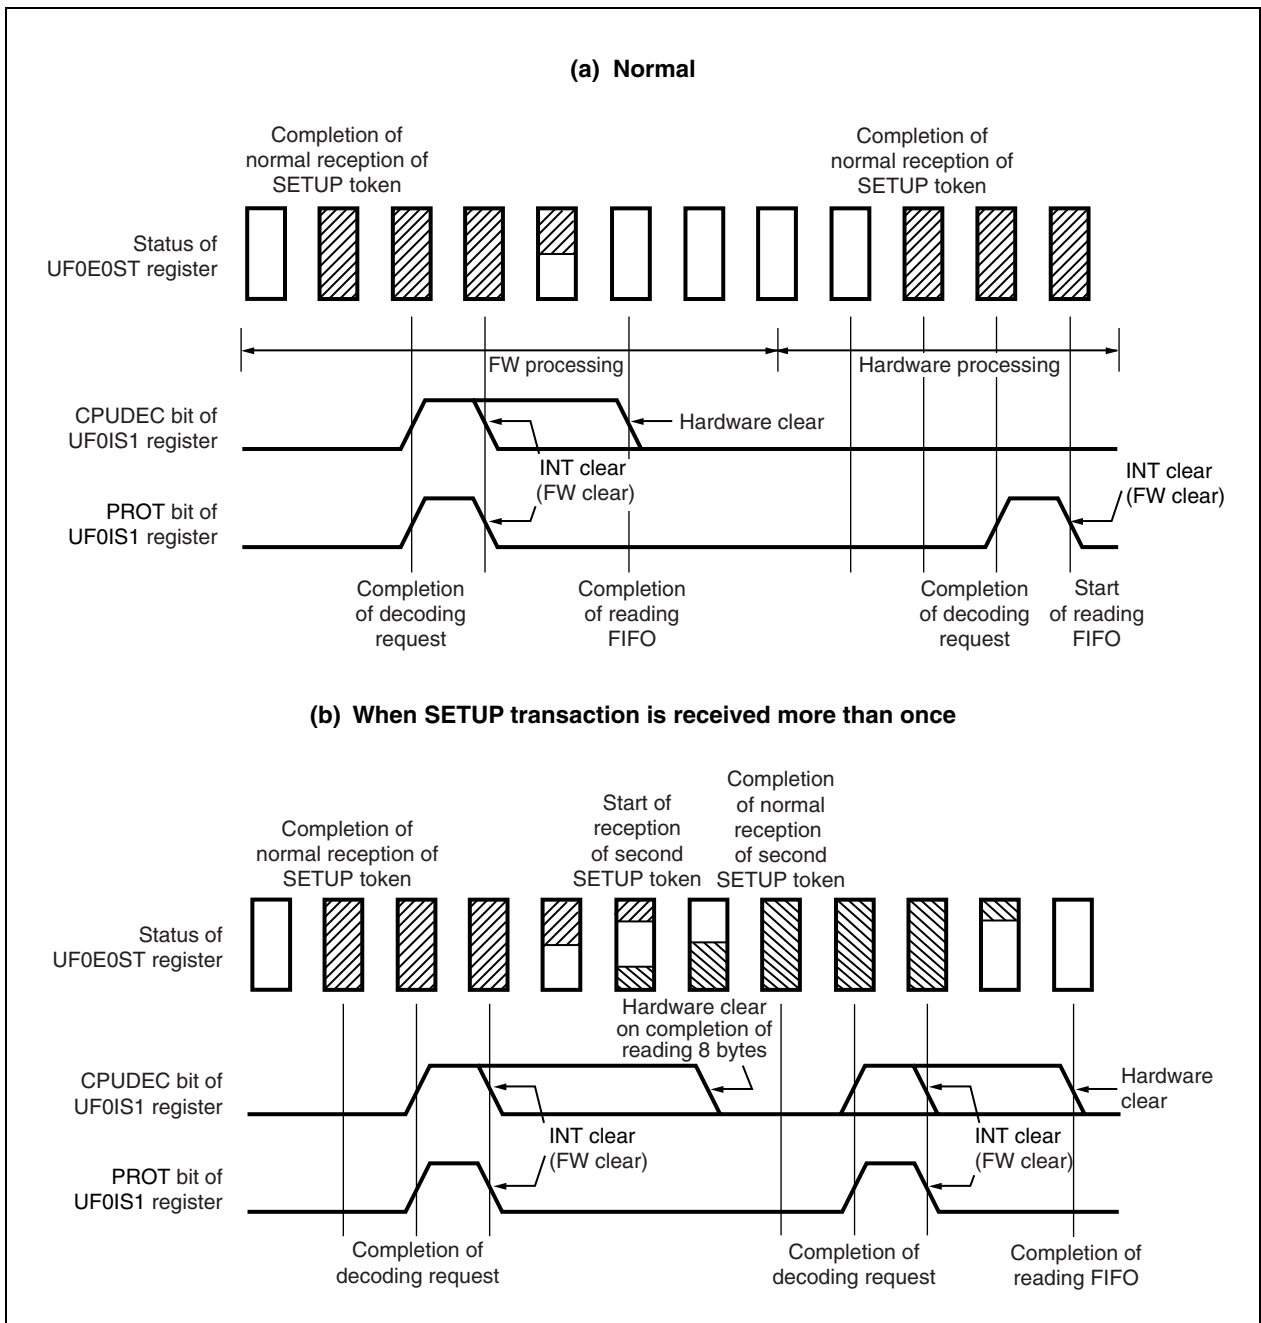 (a) Normal
Completion of
normal reception of
SETUP token
Completion of
normal reception of
SETUP token
Status of
UF0E0ST register
FW processing
Hardware processing
CPUDEC bit of
UF0IS1 register
Hardware clear
INT clear
(FW clear)
INT clear
(FW clear)
PROT bit of
UF0IS1 register
Completion
of decoding
request
Completion
of reading
FIFO
Completion
of decoding
request
Start
of reading
FIFO
(b) When SETUP transaction is received more than once
Completion of
normal reception of
SETUP token
Start of
reception
of second
SETUP token
Completion
of normal
reception
of second
SETUP token
Status of
UF0E0ST register
Hardware clear
on completion of
reading 8 bytes
CPUDEC bit of
UF0IS1 register
Hardware
clear
INT clear
(FW clear)
INT clear
(FW clear)
PROT bit of
UF0IS1 register
Completion of
decoding request
Completion of
decoding request
Completion of
reading FIFO